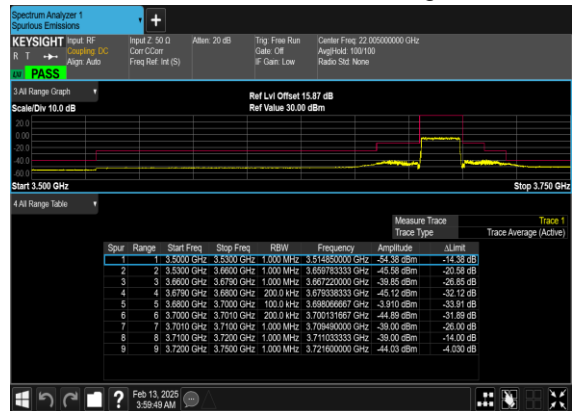 Spectrum Analyzer 1
Spurious Emissions
KEYSIGHT Input: RF Input Z: 50 Ω Atten: 20 dB Trig: Free Run Center Freq: 22.005000000 GHz
R T Coupling: DC Corr CCorr Gate: Off Avg|Hold: 100/100
Align: Auto Freq Ref: Int (S) IF Gain: Low Radio Std: None
PASS
3 All Range Graph
Ref Lvl Offset 15.87 dB
Scale/Div 10.0 dB Ref Value 30.00 dBm
20.0
0.00
-20.0
-40.0
-60.0
Start 3.500 GHz Stop 3.750 GHz
4 All Range Table
Measure Trace Trace 1
Trace Type Trace Average (Active)
Spur Range Start Freq Stop Freq RBW Frequency Amplitude ΔLimit
1 1 3.5000 GHz 3.5300 GHz 1.000 MHz 3.514850000 GHz -54.38 dBm -14.38 dB
2 2 3.5300 GHz 3.6600 GHz 1.000 MHz 3.659783333 GHz -45.58 dBm -20.58 dB
3 3 3.6600 GHz 3.6790 GHz 1.000 MHz 3.667220000 GHz -39.85 dBm -26.85 dB
4 4 3.6790 GHz 3.6800 GHz 200.0 kHz 3.679338333 GHz -45.12 dBm -32.12 dB
5 5 3.6800 GHz 3.7000 GHz 100.0 kHz 3.698066667 GHz -3.910 dBm -33.91 dB
6 6 3.7000 GHz 3.7010 GHz 200.0 kHz 3.700131667 GHz -44.89 dBm -31.89 dB
7 7 3.7010 GHz 3.7100 GHz 1.000 MHz 3.709490000 GHz -39.00 dBm -26.00 dB
8 8 3.7100 GHz 3.7200 GHz 1.000 MHz 3.711033333 GHz -39.00 dBm -14.00 dB
9 9 3.7200 GHz 3.7500 GHz 1.000 MHz 3.721600000 GHz -44.03 dBm -4.030 dB
Feb 13, 2025
3:59:49 AM